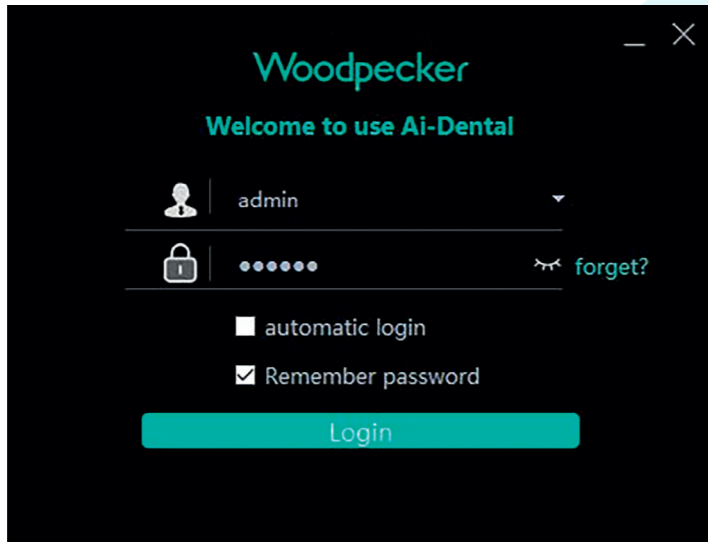 Woodpecker
Welcome to use Ai-Dental
admin
forget?
automatic login
Remember password
Login